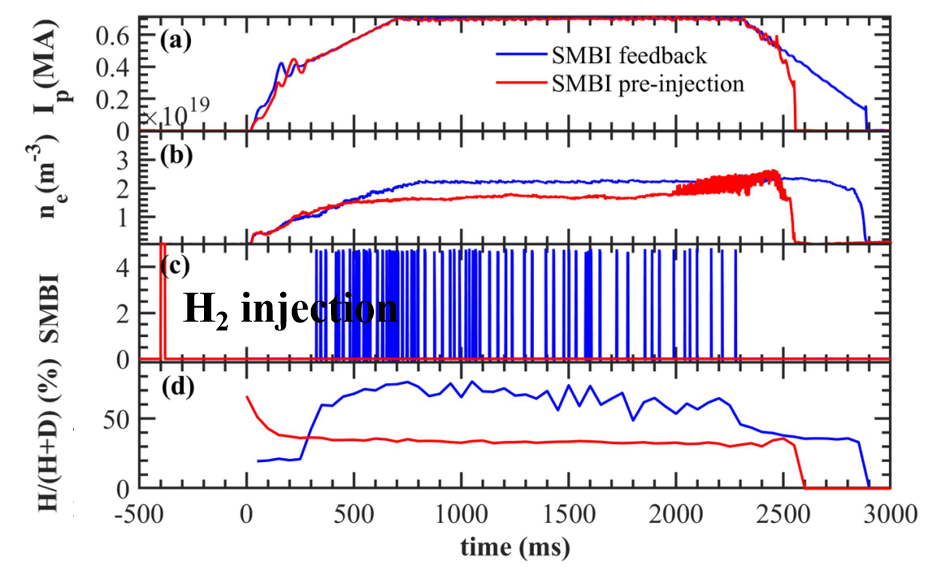 (a)
0.6
0.4
0.2
0
I_p (MA)
SMBI feedback
SMBI pre-injection
×10^19
(b)
3
2
1
n_e (m^-3)
(c)
4
2
0
SMBI
H_2 injection
(d)
50
0
H/(H+D) (%)
-500 0 500 1000 1500 2000 2500 3000
time (ms)